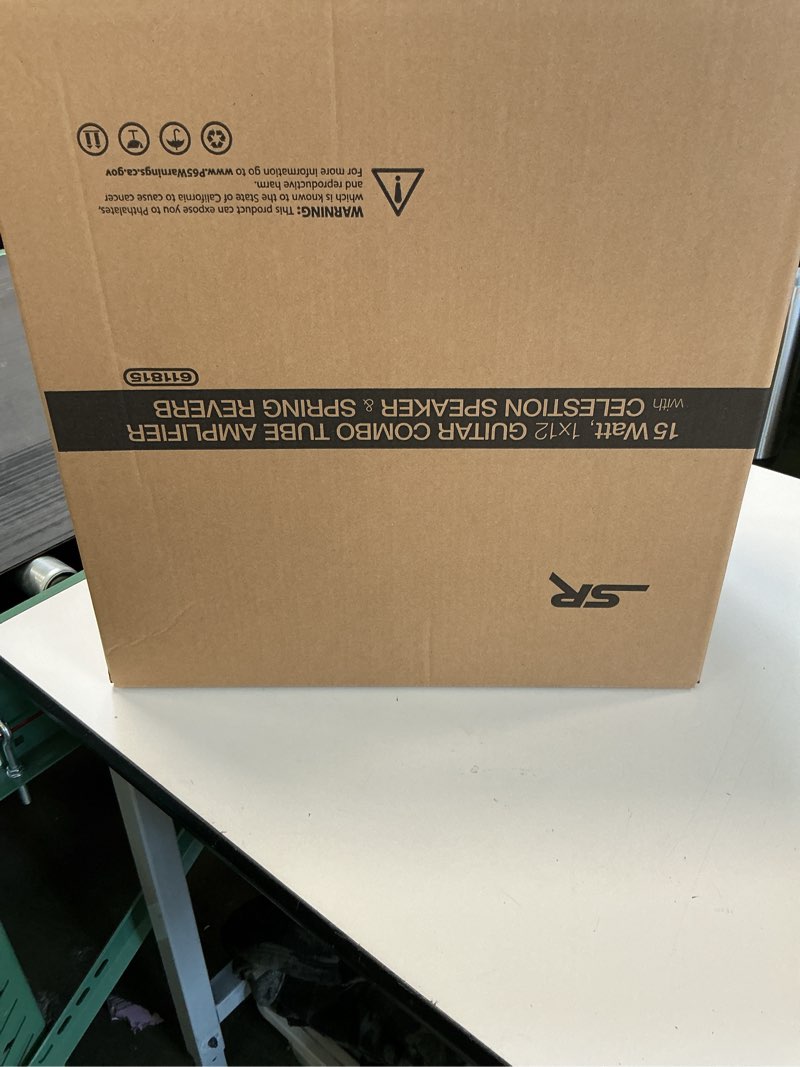 SR
15 Watt, 1x12 GUITAR COMBO TUBE AMPLIFIER
with CELESTION SPEAKER & SPRING REVERB
611815
WARNING: This product can expose you to Phthalates,
which is known to the State of California to cause cancer
and reproductive harm.
For more information go to www.P65Warnings.ca.gov